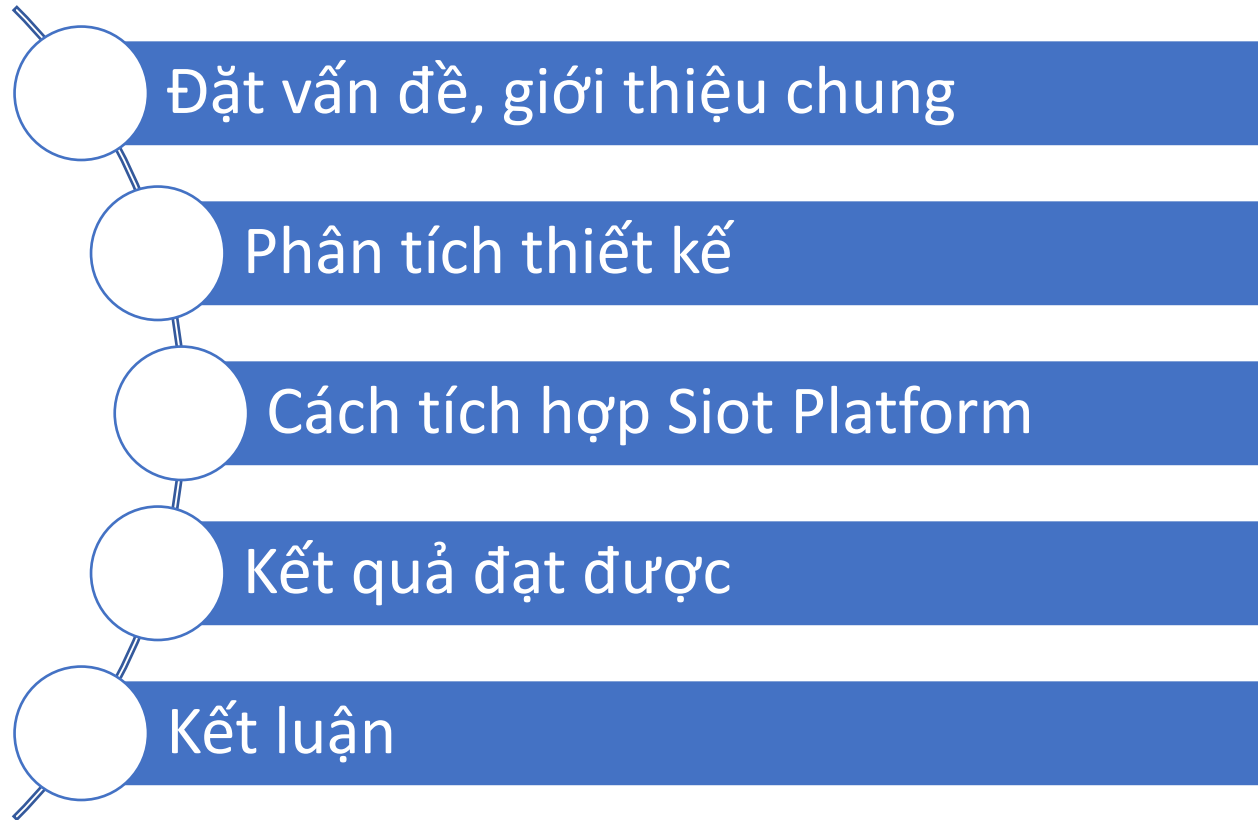 Đặt vấn đề, giới thiệu chung
Phân tích thiết kế
Cách tích hợp Siot Platform
Kết quả đạt được
Kết luận